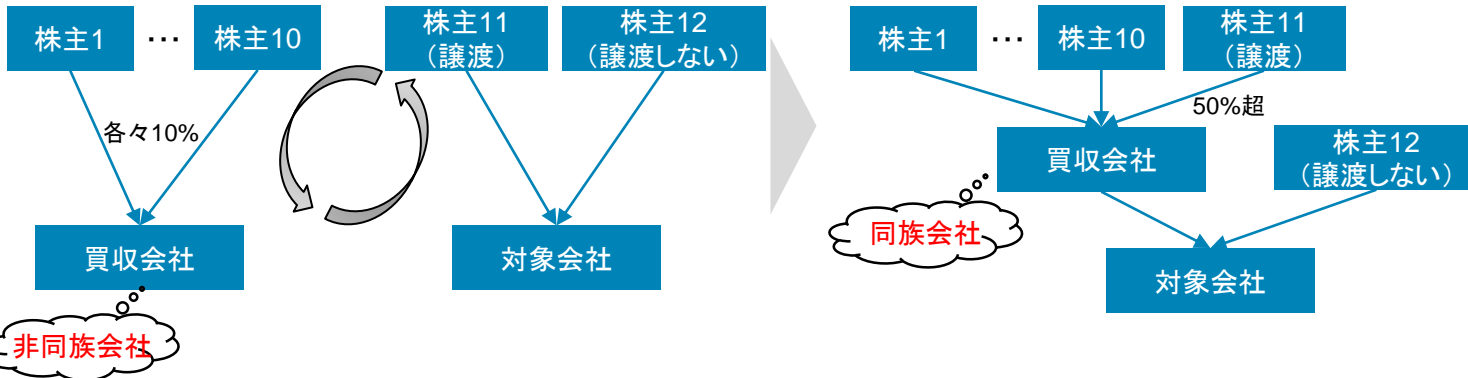 株主1
…
株主10
株主11
（譲渡）
株主12
（譲渡しない）
各々10%
買収会社
対象会社
非同族会社
株主1
…
株主10
株主11
（譲渡）
50%超
買収会社
株主12
（譲渡しない）
同族会社
対象会社